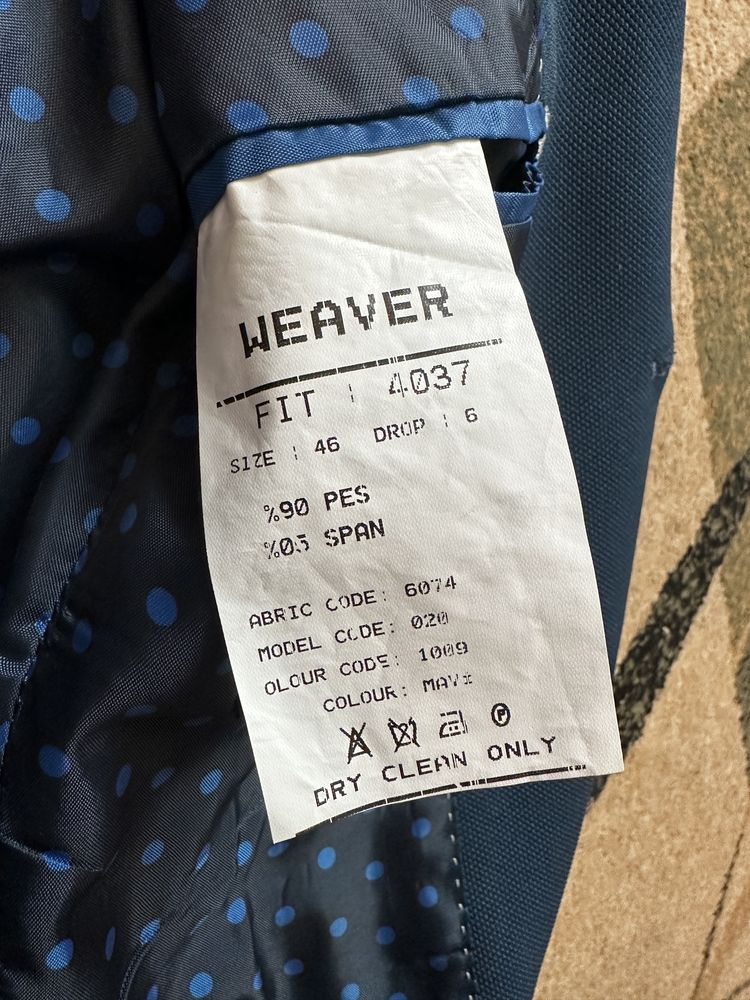 WEAVER
FIT : 4037
SIZE : 46 DROP : 6
%90 PES
%05 SPAN
ABRIC CODE: 6074
MODEL CODE: 020
OLOUR CODE: 1009
COLOUR: MAVİ
DRY CLEAN ONLY